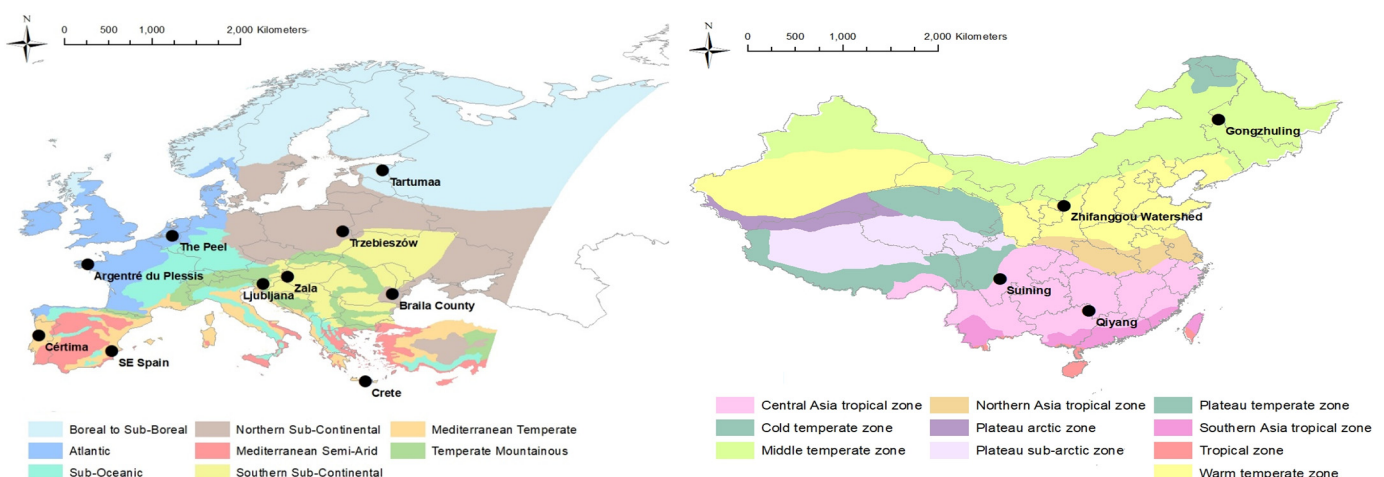 N
0 500 1,000 2,000 Kilometers
Tartumaa
The Peel
Trzebieszów
Argentré du Plessis
Ljubljana
Zala
Braila County
Cértima
SE Spain
Crete
Boreal to Sub-Boreal
Northern Sub-Continental
Mediterranean Temperate
Atlantic
Mediterranean Semi-Arid
Temperate Mountainous
Sub-Oceanic
Southern Sub-Continental
N
0 500 1,000 2,000 Kilometers
Gongzhuling
Zhifanggou Watershed
Suining
Qiyang
Central Asia tropical zone
Northern Asia tropical zone
Plateau temperate zone
Cold temperate zone
Plateau arctic zone
Southern Asia tropical zone
Middle temperate zone
Plateau sub-arctic zone
Tropical zone
Warm temperate zone